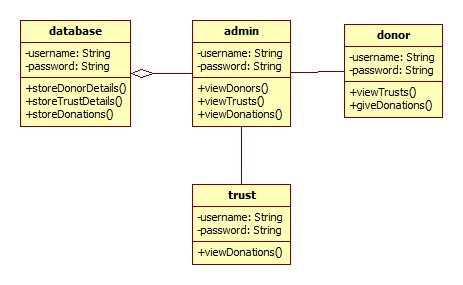 database
-username: String
-password: String
+storeDonorDetails()
+storeTrustDetails()
+storeDonations()
admin
-username: String
-password: String
+viewDonors()
+viewTrusts()
+viewDonations()
donor
-username: String
-password: String
+viewTrusts()
+giveDonations()
trust
-username: String
-password: String
+viewDonations()